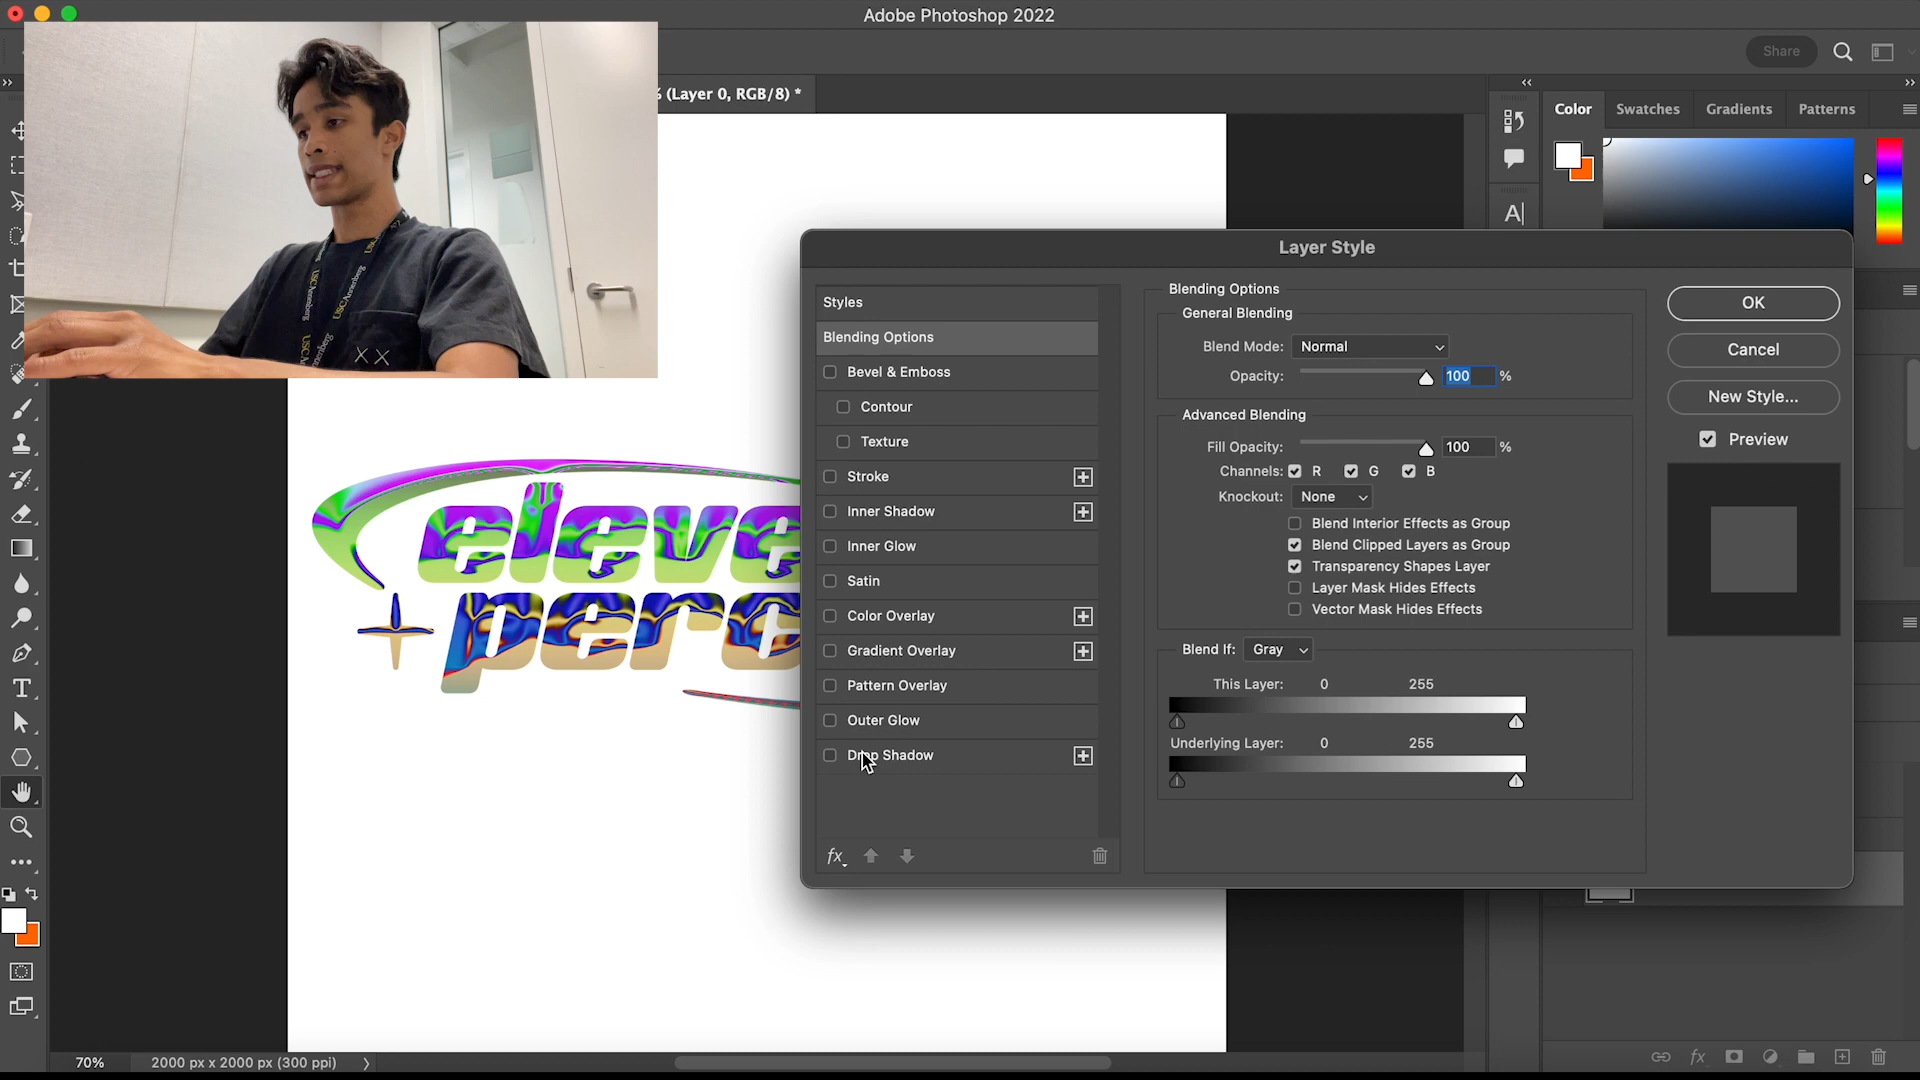 Adobe Photoshop 2022
Share
% (Layer 0, RGB/8) *
Color
Swatches
Gradients
Patterns
USCAnnenberg
Layer Style
Styles
Blending Options
Bevel & Emboss
Contour
Texture
Stroke
Inner Shadow
Inner Glow
Satin
Color Overlay
Gradient Overlay
Pattern Overlay
Outer Glow
Drop Shadow
fx
Blending Options
General Blending
Blend Mode: Normal
Opacity: 100 %
Advanced Blending
Fill Opacity: 100 %
Channels: R G B
Knockout: None
Blend Interior Effects as Group
Blend Clipped Layers as Group
Transparency Shapes Layer
Layer Mask Hides Effects
Vector Mask Hides Effects
Blend If: Gray
This Layer: 0 255
Underlying Layer: 0 255
OK
Cancel
New Style...
Preview
eleve
perc
70%
2000 px x 2000 px (300 ppi)
fx